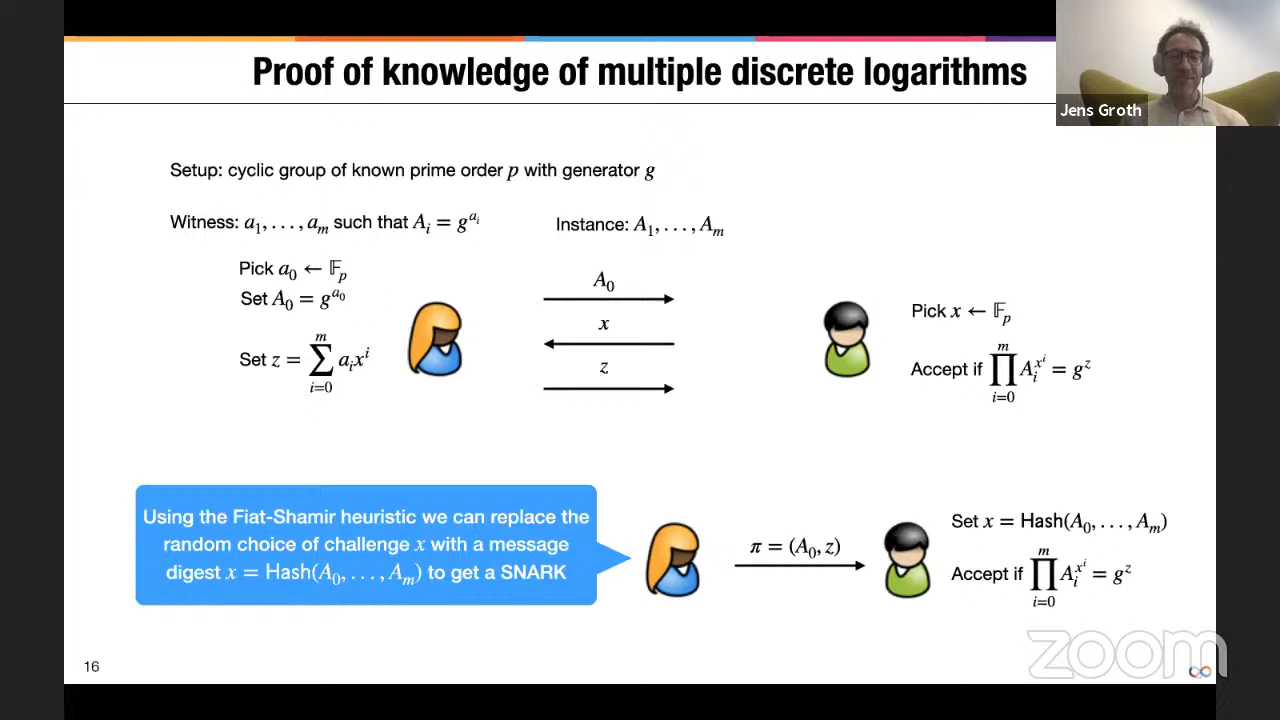 Proof of knowledge of multiple discrete logarithms
Jens Groth
Setup: cyclic group of known prime order p with generator g
Witness: a₁, . . . , aₘ such that Aᵢ = g^{aᵢ}
Instance: A₁, . . . , Aₘ
Pick a₀ ← 𝔽ₚ
Set A₀ = g^{a₀}
Set z = ∑_{i=0}^{m} aᵢxⁱ
A₀
x
z
Pick x ← 𝔽ₚ
Accept if ∏_{i=0}^{m} Aᵢ^{xⁱ} = g^z
Using the Fiat-Shamir heuristic we can replace the
random choice of challenge x with a message
digest x = Hash(A₀, . . . , Aₘ) to get a SNARK
π = (A₀, z)
Set x = Hash(A₀, . . . , Aₘ)
Accept if ∏_{i=0}^{m} Aᵢ^{xⁱ} = g^z
16
zoom